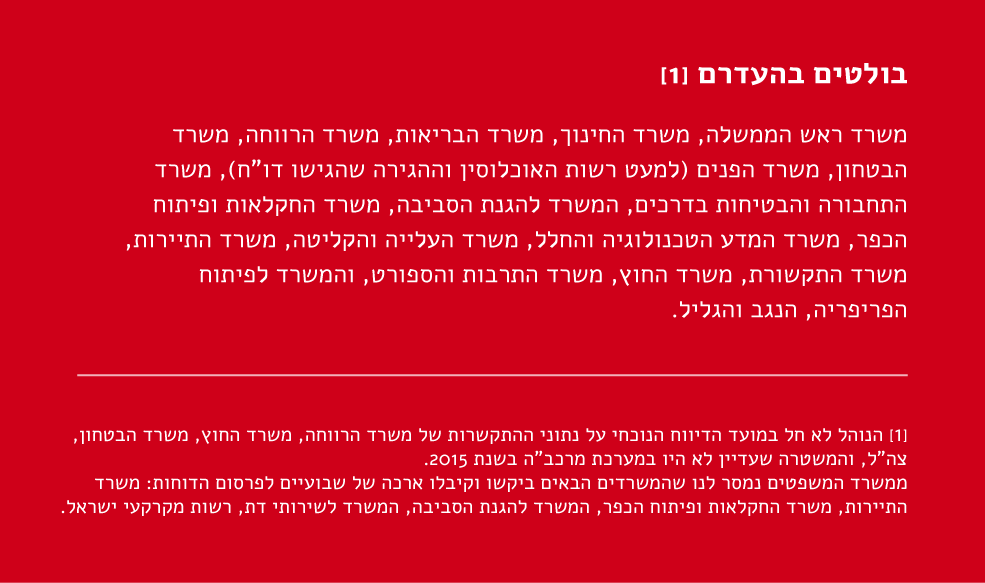 בולטים בהעדרם [1]
משרד ראש הממשלה, משרד החינוך, משרד הבריאות, משרד הרווחה, משרד
הבטחון, משרד הפנים (למעט רשות האוכלוסין וההגירה שהגישו דו"ח), משרד
התחבורה והבטיחות בדרכים, המשרד להגנת הסביבה, משרד החקלאות ופיתוח
הכפר, משרד המדע הטכנולוגיה והחלל, משרד העלייה והקליטה, משרד התיירות,
משרד התקשורת, משרד החוץ, משרד התרבות והספורט, והמשרד לפיתוח
הפריפריה, הנגב והגליל.
[1] הנוהל לא חל במועד הדיווח הנוכחי על נתוני ההתקשרות של משרד הרווחה, משרד החוץ, משרד הבטחון,
צה"ל, והמשטרה שעדיין לא היו במערכת מרכב"ה בשנת 2015.
ממשרד המשפטים נמסר לנו שהמשרדים הבאים ביקשו וקיבלו ארכה של שבועיים לפרסום הדוחות: משרד
התיירות, משרד החקלאות ופיתוח הכפר, המשרד להגנת הסביבה, המשרד לשירותי דת, רשות מקרקעי ישראל.